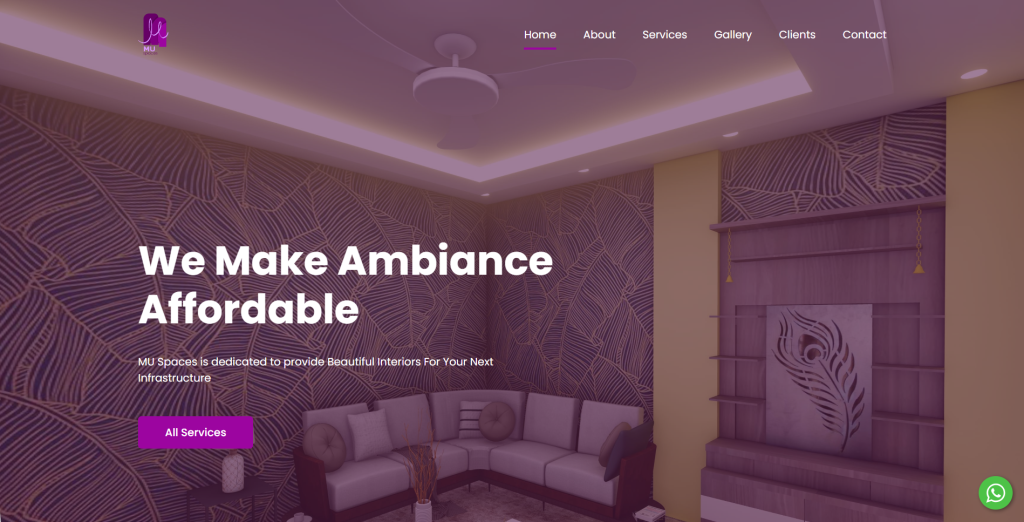 MU
Home
About
Services
Gallery
Clients
Contact
We Make Ambiance
Affordable
MU Spaces is dedicated to provide Beautiful Interiors For Your Next
Infrastructure
All Services